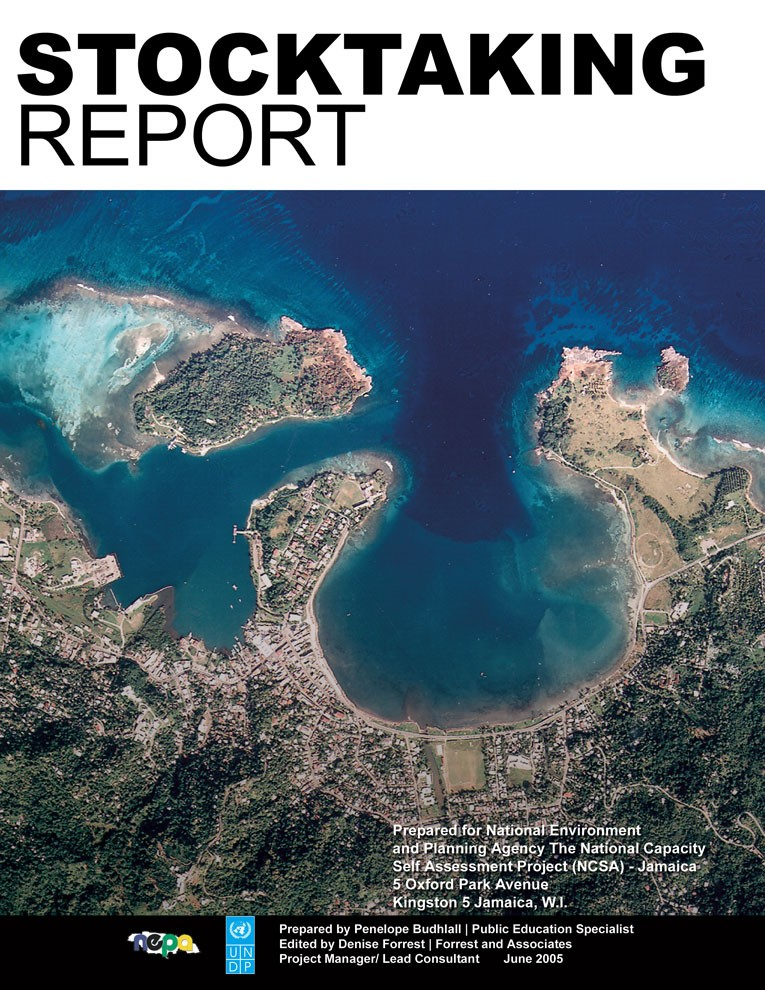 STOCKTAKING
REPORT
Prepared for National Environment
and Planning Agency The National Capacity
Self Assessment Project (NCSA) - Jamaica
5 Oxford Park Avenue
Kingston 5 Jamaica, W.I.
nepa
U N
D P
Prepared by Penelope Budhlall | Public Education Specialist
Edited by Denise Forrest | Forrest and Associates
Project Manager/ Lead Consultant June 2005